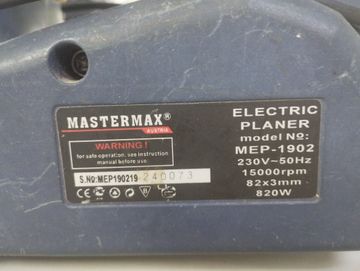 MASTERMAX®
AUSTRIA
WARNING!
for safe operation, see instruction
manual before use.
S.NO:MEP190219 240073
ELECTRIC
PLANER
model №:
MEP-1902
230V~50Hz
15000rpm
82x3mm
820W